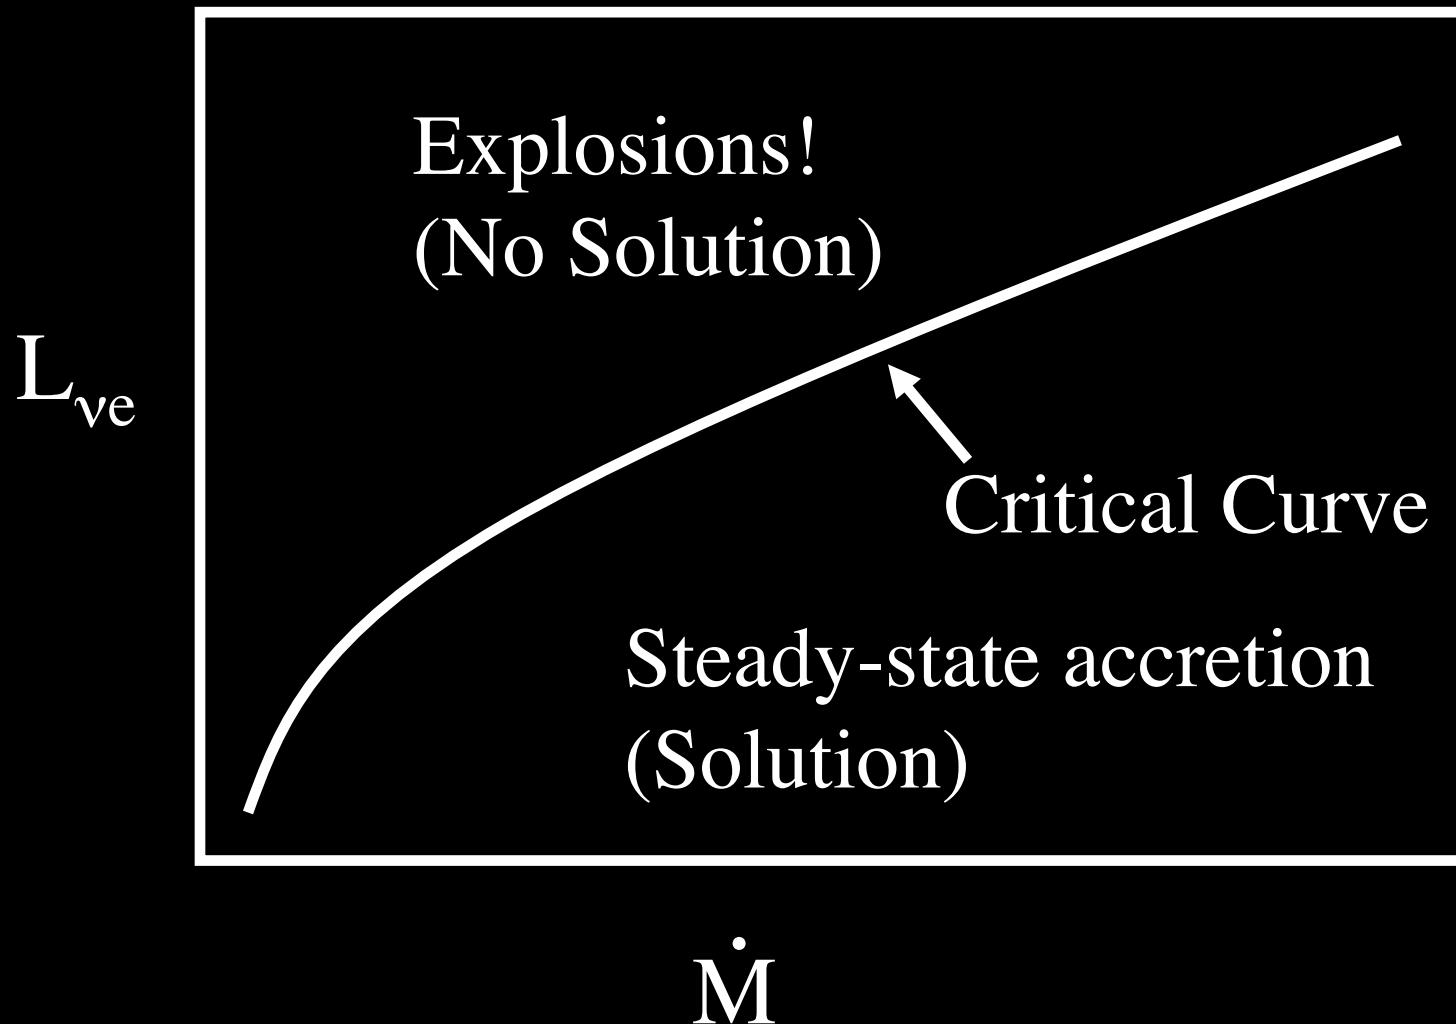 Explosions!
(No Solution)
L_νe
Critical Curve
Steady-state accretion
(Solution)
Ṁ